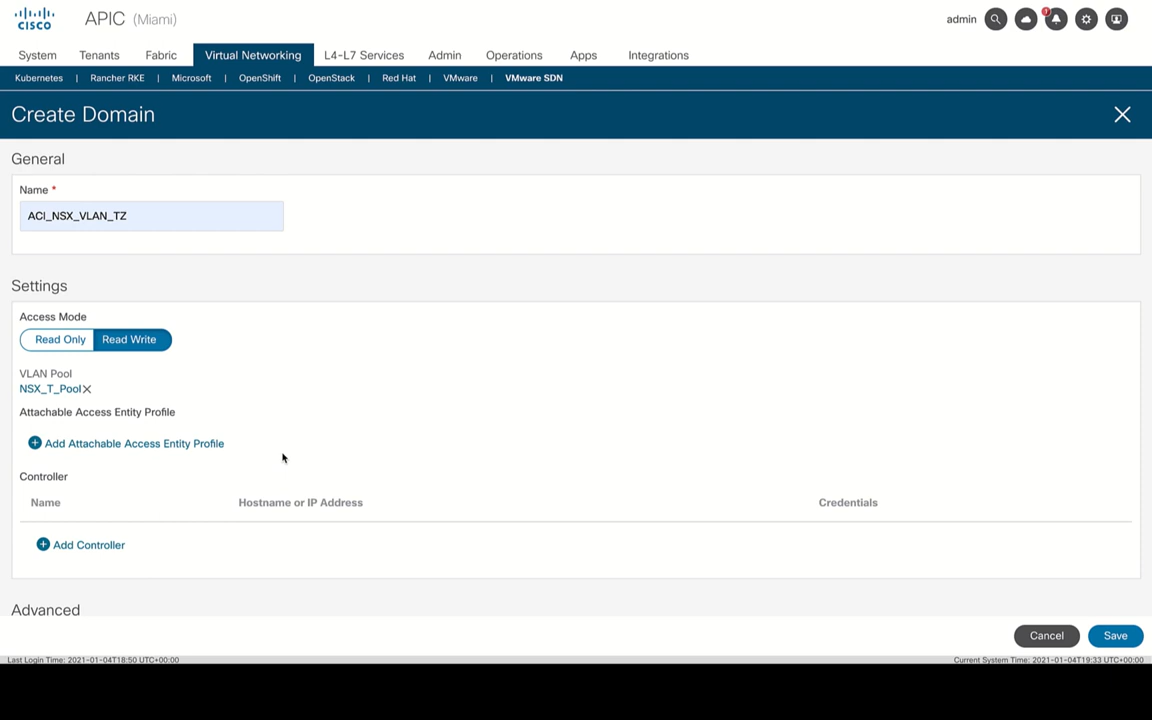 CISCO
APIC (Miami)
admin
7
System Tenants Fabric Virtual Networking L4-L7 Services Admin Operations Apps Integrations
Kubernetes | Rancher RKE | Microsoft | OpenShift | OpenStack | Red Hat | VMware | VMware SDN
Create Domain
General
Name *
ACI_NSX_VLAN_TZ
Settings
Access Mode
Read Only Read Write
VLAN Pool
NSX_T_Pool
Attachable Access Entity Profile
Add Attachable Access Entity Profile
Controller
Name Hostname or IP Address Credentials
Add Controller
Advanced
Cancel Save
Last Login Time: 2021-01-04T18:50 UTC+00:00 Current System Time: 2021-01-04T19:33 UTC+00:00